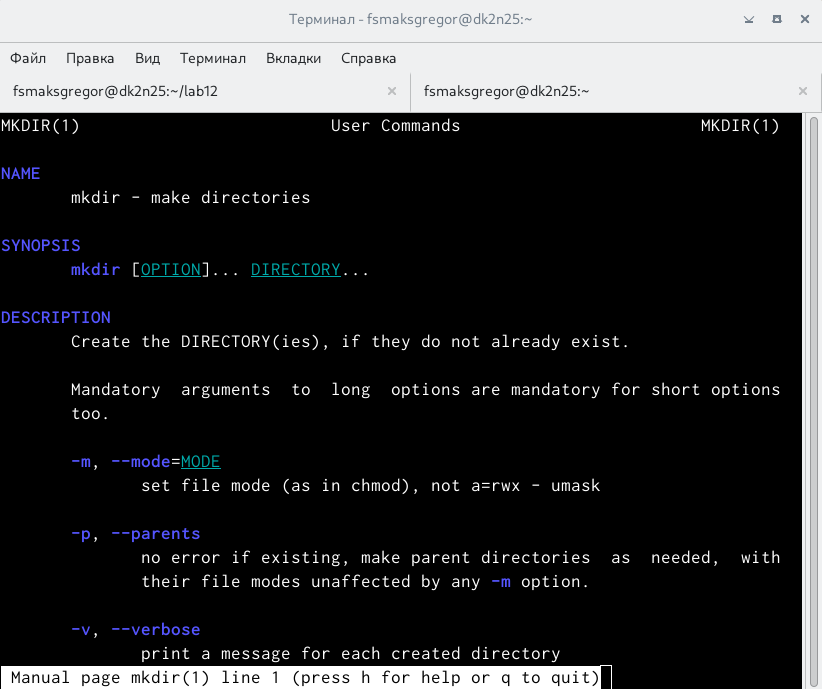 Терминал - fsmaksgregor@dk2n25:~
Файл Правка Вид Терминал Вкладки Справка
fsmaksgregor@dk2n25:~/lab12 × fsmaksgregor@dk2n25:~ ×
MKDIR(1) User Commands MKDIR(1)
NAME
mkdir - make directories
SYNOPSIS
mkdir [OPTION]... DIRECTORY...
DESCRIPTION
Create the DIRECTORY(ies), if they do not already exist.
Mandatory arguments to long options are mandatory for short options
too.
-m, --mode=MODE
set file mode (as in chmod), not a=rwx - umask
-p, --parents
no error if existing, make parent directories as needed, with
their file modes unaffected by any -m option.
-v, --verbose
print a message for each created directory
Manual page mkdir(1) line 1 (press h for help or q to quit)